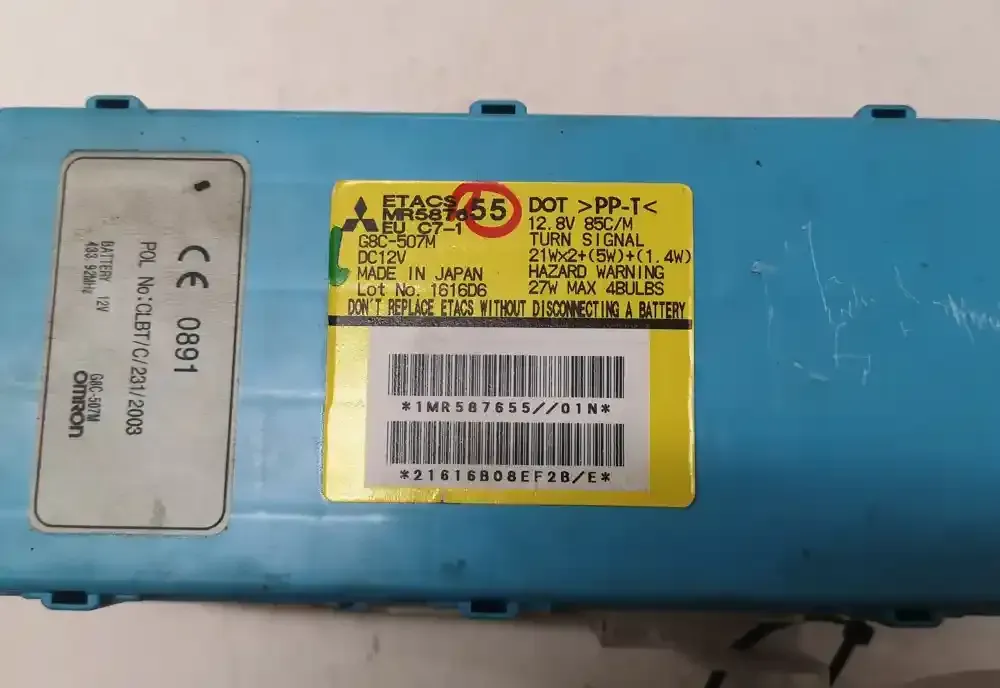 CE 0891
POL No:CLBT/C/231/2003
BATTERY 12V
433.92MHz
G8C-507M
OMRON
ETACS
MR587655
EU C7-1
G8C-507M
DC12V
MADE IN JAPAN
Lot No. 1616D6
DOT >PP-T<
12.8V 85C/M
TURN SIGNAL
21W×2+(5W)+(1.4W)
HAZARD WARNING
27W MAX 4BULBS
DON'T REPLACE ETACS WITHOUT DISCONNECTING A BATTERY
*1MR587655//01N*
*21616B08EF2B/E*